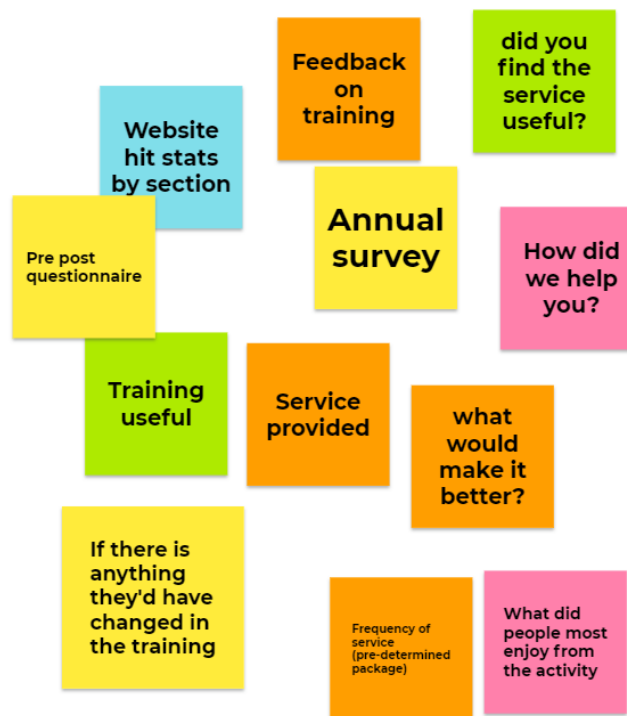 Feedback
on
training
did you
find the
service
useful?
Website
hit stats
by section
Annual
survey
Pre post
questionnaire
How did
we help
you?
Training
useful
Service
provided
what
would
make it
better?
If there is
anything
they'd have
changed in
the training
Frequency of
service
(pre-determined
package)
What did
people most
enjoy from
the activity